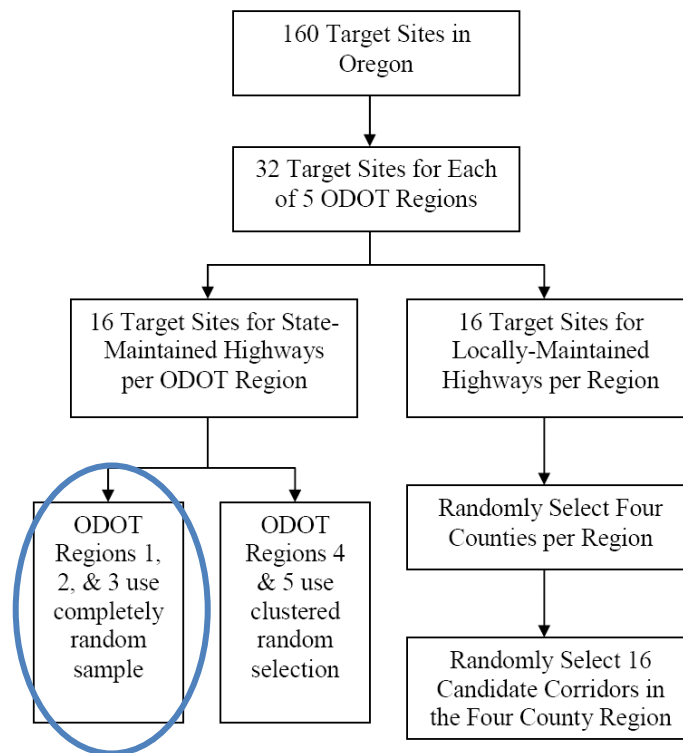 160 Target Sites in
Oregon
32 Target Sites for Each
of 5 ODOT Regions
16 Target Sites for State-
Maintained Highways
per ODOT Region
16 Target Sites for
Locally-Maintained
Highways per Region
ODOT
Regions 1,
2, & 3 use
completely
random
sample
ODOT
Regions 4
& 5 use
clustered
random
selection
Randomly Select Four
Counties per Region
Randomly Select 16
Candidate Corridors in
the Four County Region